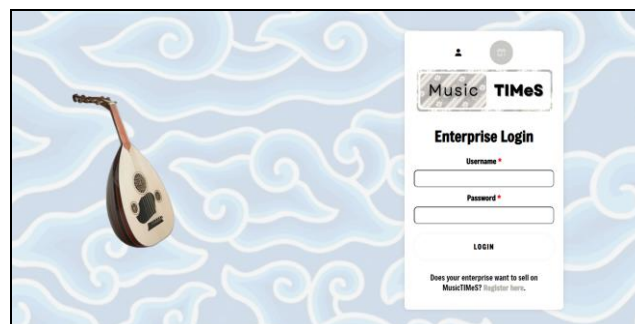 Music TIMeS
Enterprise Login
Username *
Password *
LOGIN
Does your enterprise want to sell on
MusicTIMeS? Register here.